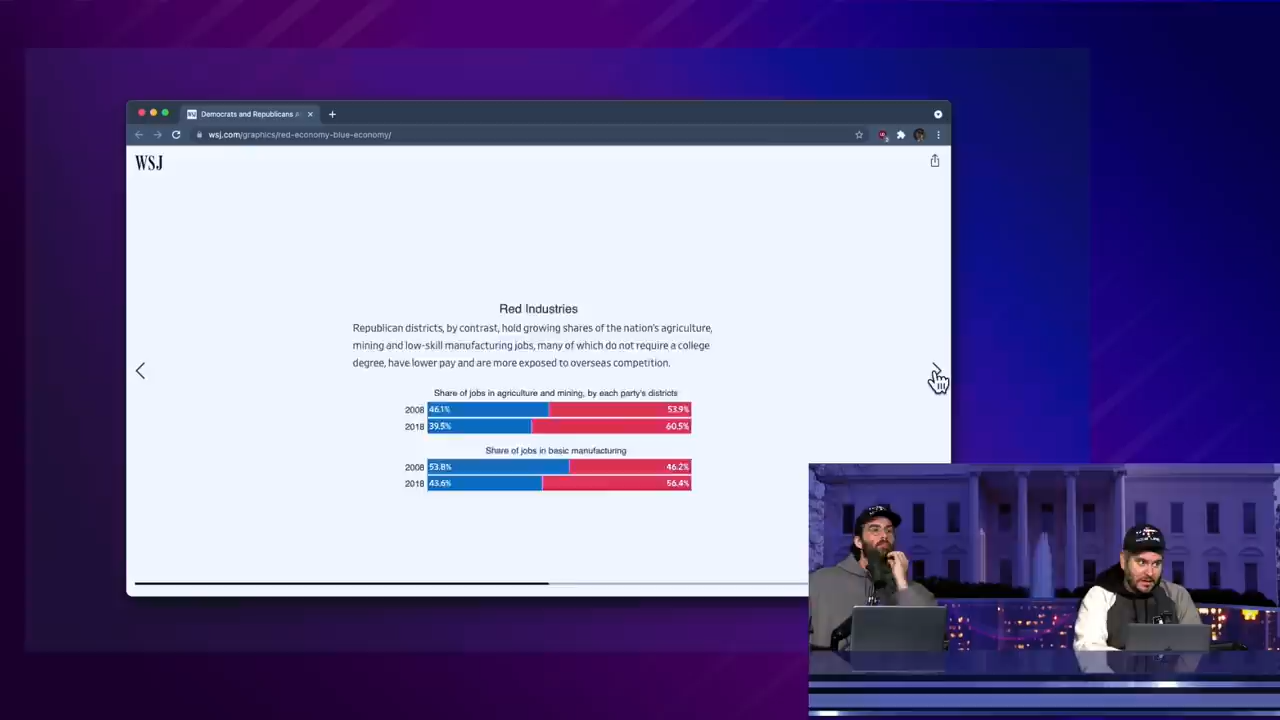 Democrats and Republicans A
wsj.com/graphics/red-economy-blue-economy/
WSJ
Red Industries
Republican districts, by contrast, hold growing shares of the nation's agriculture,
mining and low-skill manufacturing jobs, many of which do not require a college
degree, have lower pay and are more exposed to overseas competition.
Share of jobs in agriculture and mining, by each party's districts
2008 46.1% 53.9%
2018 39.5% 60.5%
Share of jobs in basic manufacturing
2008 53.8% 46.2%
2018 43.6% 56.4%